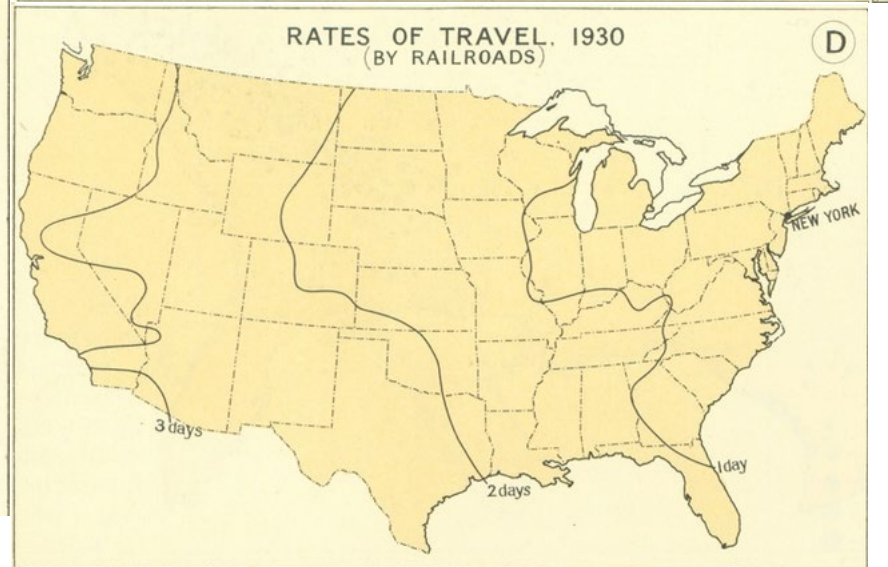 RATES OF TRAVEL, 1930
(BY RAILROADS)
D
NEW YORK
3 days
1 day
2 days